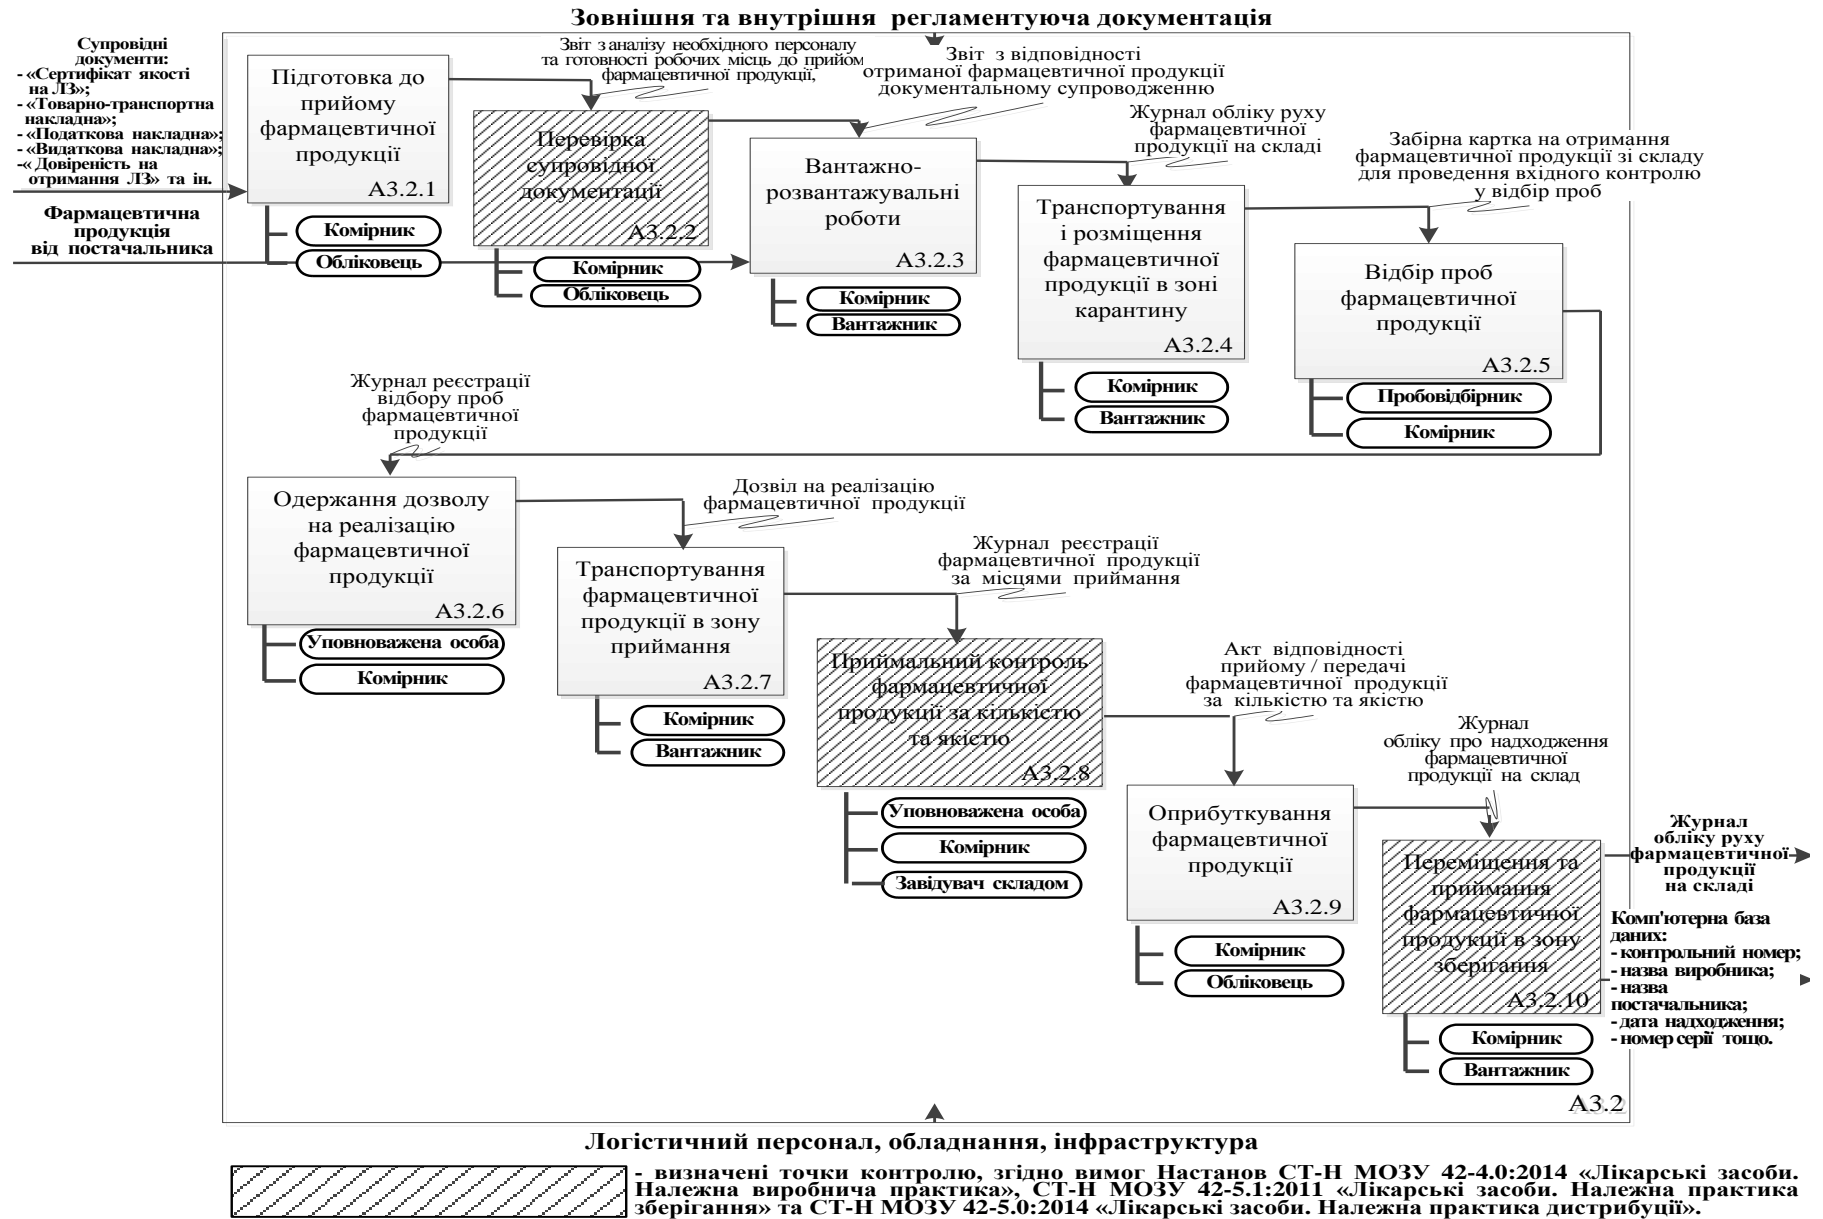 Зовнішня та внутрішня регламентуюча документація
Супровідні
документи:
- «Сертифікат якості
на ЛЗ»;
- «Товарно-транспортна
накладна»;
- «Податкова накладна»;
- «Видаткова накладна»;
-« Довіреність на
отримання ЛЗ» та ін.
Фармацевтична
продукція
від постачальника
Підготовка до
прийому
фармацевтичної
продукції
А3.2.1
Комірник
Обліковець
Звіт з аналізу необхідного персоналу
та готовності робочих місць до прийом
фармацевтичної продукції,
Перевірка
супровідної
документації
А3.2.2
Комірник
Обліковець
Звіт з відповідності
отриманої фармацевтичної продукції
документальному супроводженню
Вантажно-
розвантажувальні
роботи
А3.2.3
Комірник
Вантажник
Журнал обліку руху
фармацевтичної
продукції на складі
Транспортування
і розміщення
фармацевтичної
продукції в зоні
карантину
А3.2.4
Комірник
Вантажник
Забірна картка на отримання
фармацевтичної продукції зі складу
для проведення вхідного контролю
у відбір проб
Відбір проб
фармацевтичної
продукції
А3.2.5
Пробовідбірник
Комірник
Журнал реєстрації
відбору проб
фармацевтичної
продукції
Одержання дозволу
на реалізацію
фармацевтичної
продукції
А3.2.6
Уповноважена особа
Комірник
Дозвіл на реалізацію
фармацевтичної продукції
Транспортування
фармацевтичної
продукції в зону
приймання
А3.2.7
Комірник
Вантажник
Журнал реєстрації
фармацевтичної продукції
за місцями приймання
Приймальний контроль
фармацевтичної
продукції за кількістю
та якістю
А3.2.8
Уповноважена особа
Комірник
Завідувач складом
Акт відповідності
прийому / передачі
фармацевтичної продукції
за кількістю та якістю
Оприбуткування
фармацевтичної
продукції
А3.2.9
Комірник
Обліковець
Журнал
обліку про надходження
фармацевтичної
продукції на склад
Переміщення та
приймання
фармацевтичної
продукції в зону
зберігання
А3.2.10
Комірник
Вантажник
Журнал
обліку руху
фармацевтичної
продукції
на складі
Комп'ютерна база
даних:
- контрольний номер;
- назва виробника;
- назва
постачальника;
- дата надходження;
- номер серії тощо.
А3.2
Логістичний персонал, обладнання, інфраструктура
- визначені точки контролю, згідно вимог Настанов СТ-Н МОЗУ 42-4.0:2014 «Лікарські засоби.
Належна виробнича практика», СТ-Н МОЗУ 42-5.1:2011 «Лікарські засоби. Належна практика
зберігання» та СТ-Н МОЗУ 42-5.0:2014 «Лікарські засоби. Належна практика дистрибуції».